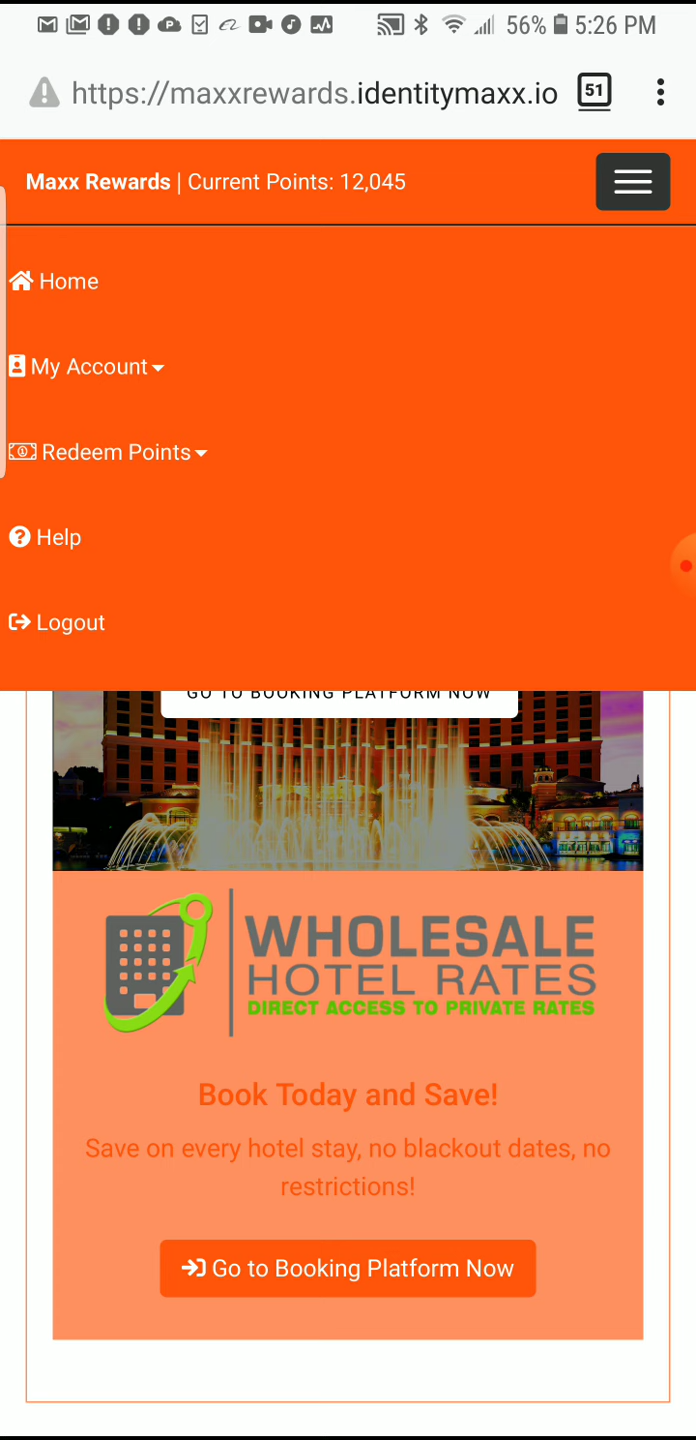 56% 5:26 PM
https://maxxrewards.identitymaxx.io 51
Maxx Rewards | Current Points: 12,045
Home
My Account
Redeem Points
Help
Logout
GO TO BOOKING PLATFORM NOW
WHOLESALE
HOTEL RATES
DIRECT ACCESS TO PRIVATE RATES
Book Today and Save!
Save on every hotel stay, no blackout dates, no
restrictions!
Go to Booking Platform Now